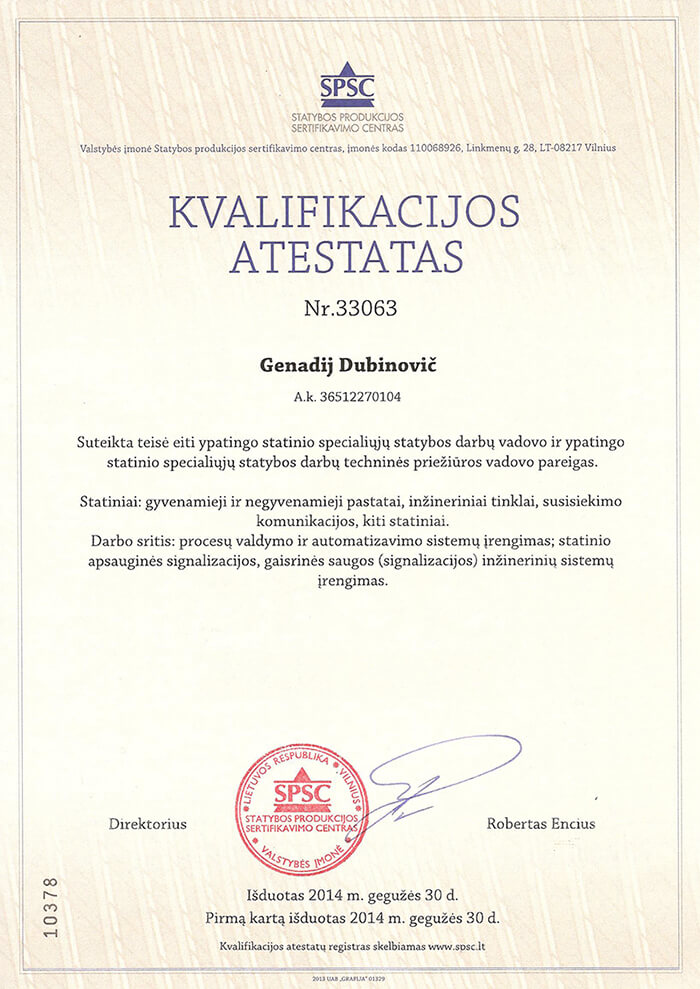 SPSC
STATYBOS PRODUKCIJOS
SERTIFIKAVIMO CENTRAS
Valstybės įmonė Statybos produkcijos sertifikavimo centras, įmonės kodas 110068926, Linkmenų g. 28, LT-08217 Vilnius
KVALIFIKACIJOS
ATESTATAS
Nr.33063
Genadij Dubinovič
A.k. 36512270104
Suteikta teisė eiti ypatingo statinio specialiųjų statybos darbų vadovo ir ypatingo
statinio specialiųjų statybos darbų techninės priežiūros vadovo pareigas.
Statiniai: gyvenamieji ir negyvenamieji pastatai, inžineriniai tinklai, susisiekimo
komunikacijos, kiti statiniai.
Darbo sritis: procesų valdymo ir automatizavimo sistemų įrengimas; statinio
apsauginės signalizacijos, gaisrinės saugos (signalizacijos) inžinerinių sistemų
įrengimas.
LIETUVOS RESPUBLIKA * VILNIUS
SPSC
STATYBOS PRODUKCIJOS
SERTIFIKAVIMO CENTRAS
VALSTYBĖS ĮMONĖ
Direktorius
Robertas Encius
10378
Išduotas 2014 m. gegužės 30 d.
Pirmą kartą išduotas 2014 m. gegužės 30 d.
Kvalifikacijos atestatų registras skelbiamas www.spsc.lt
2013 UAB „GRAFIJA" 01329